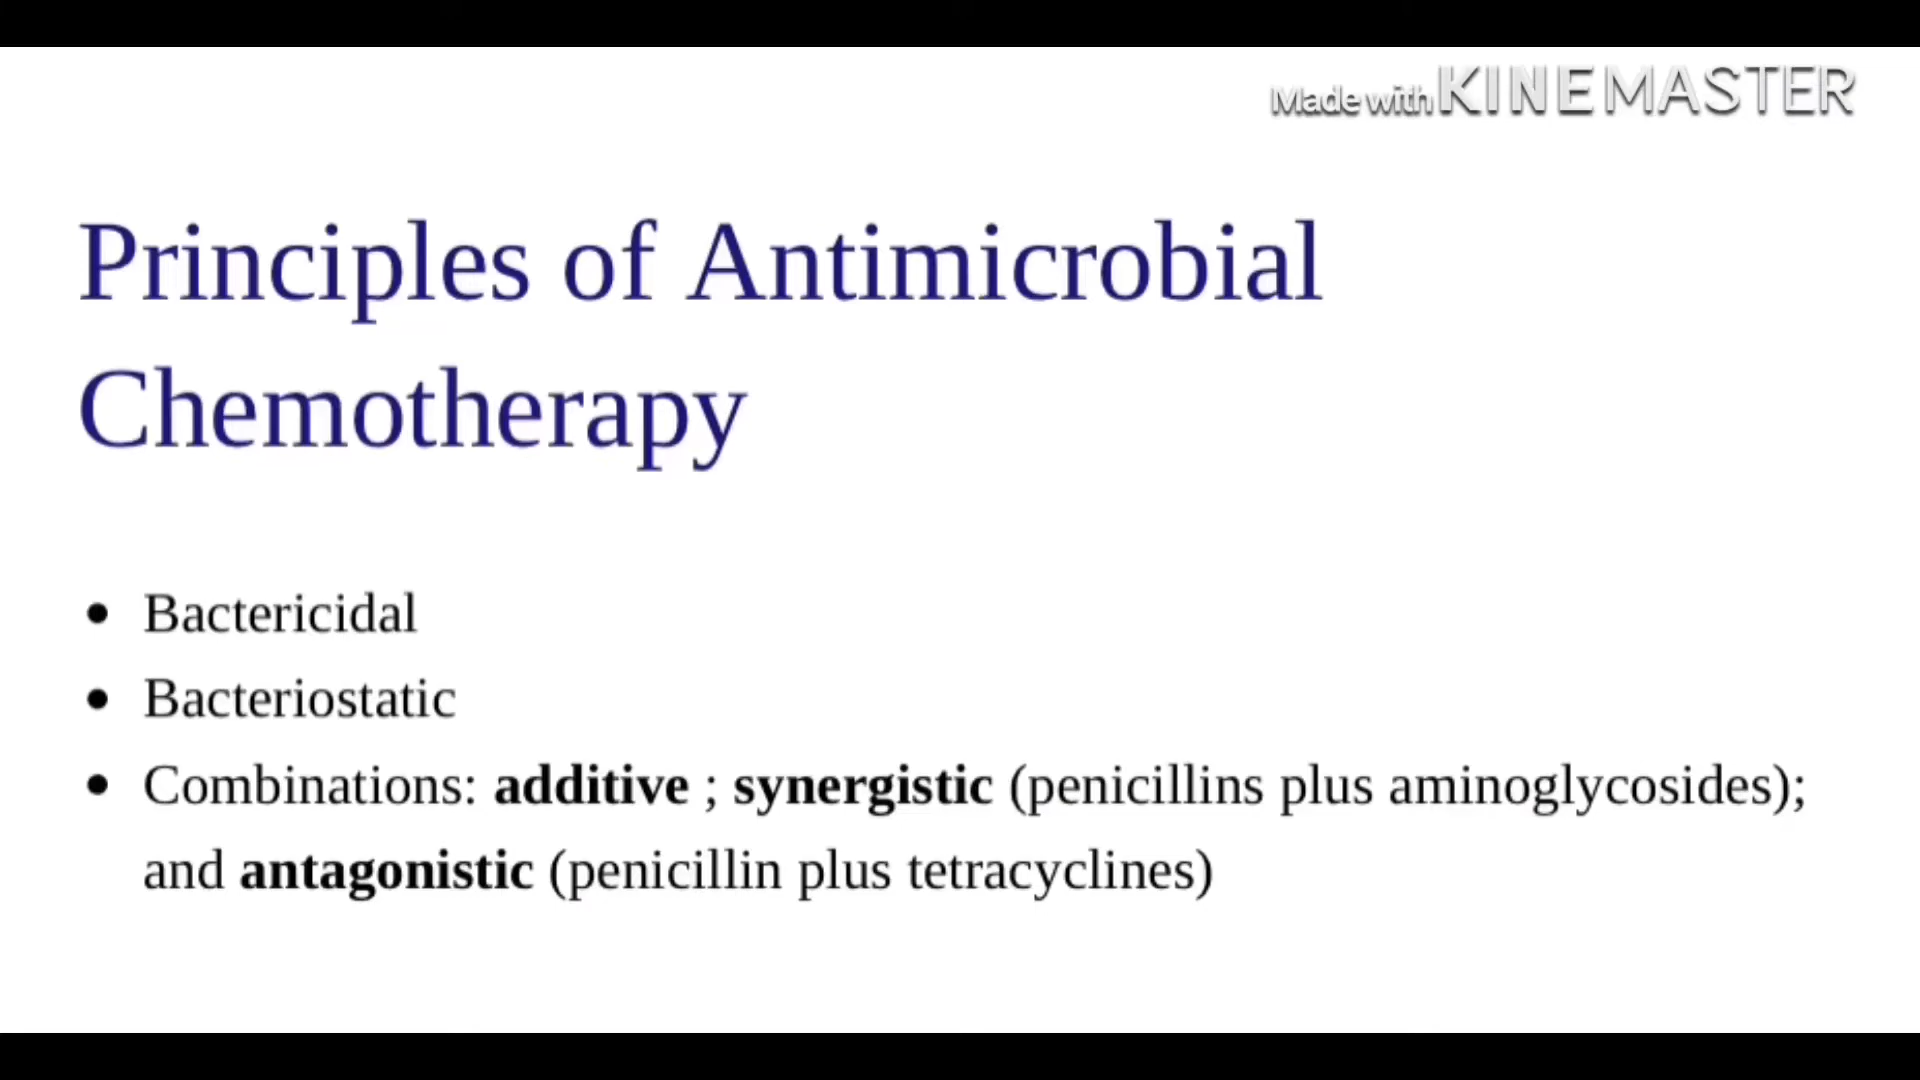 Made with KINEMASTER
Principles of Antimicrobial
Chemotherapy
• Bactericidal
• Bacteriostatic
• Combinations: additive ; synergistic (penicillins plus aminoglycosides);
and antagonistic (penicillin plus tetracyclines)